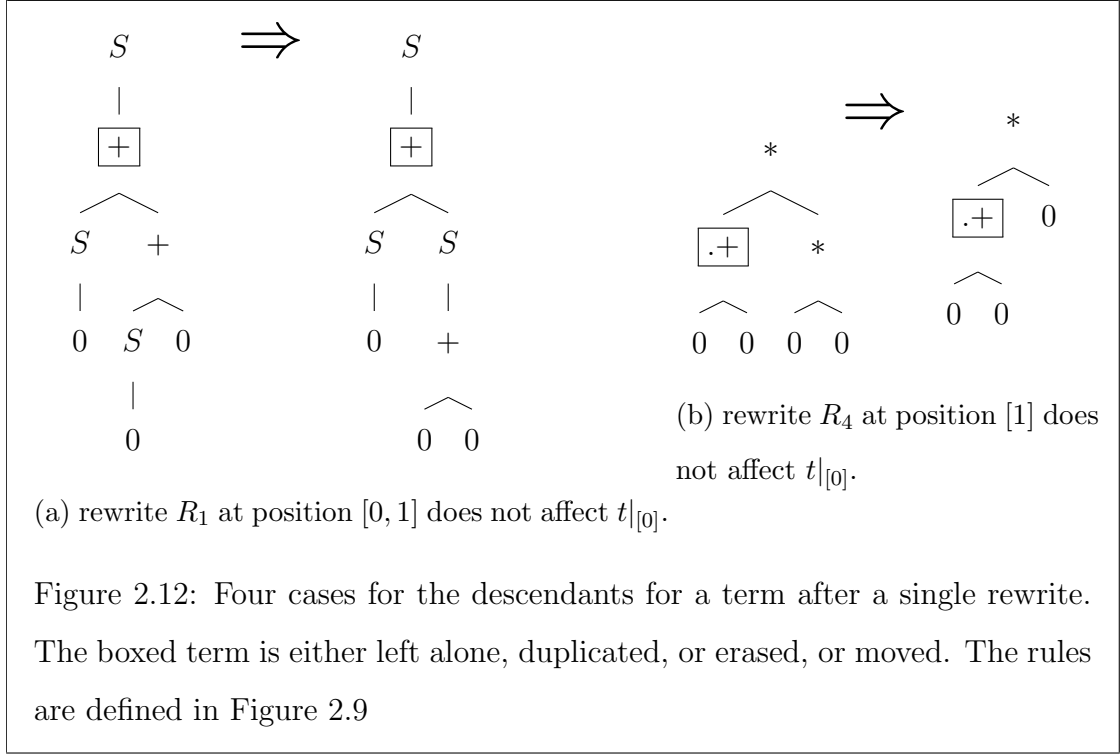 S ⇒ S
| |
+ +
S + S S
| | |
0 S 0 0 +
| 0 0
0
⇒
* *
.+ * .+ 0
0 0 0 0 0 0
(b) rewrite R₄ at position [1] does
not affect t|[0].
(a) rewrite R₁ at position [0, 1] does not affect t|[0].
Figure 2.12: Four cases for the descendants for a term after a single rewrite.
The boxed term is either left alone, duplicated, or erased, or moved. The rules
are defined in Figure 2.9